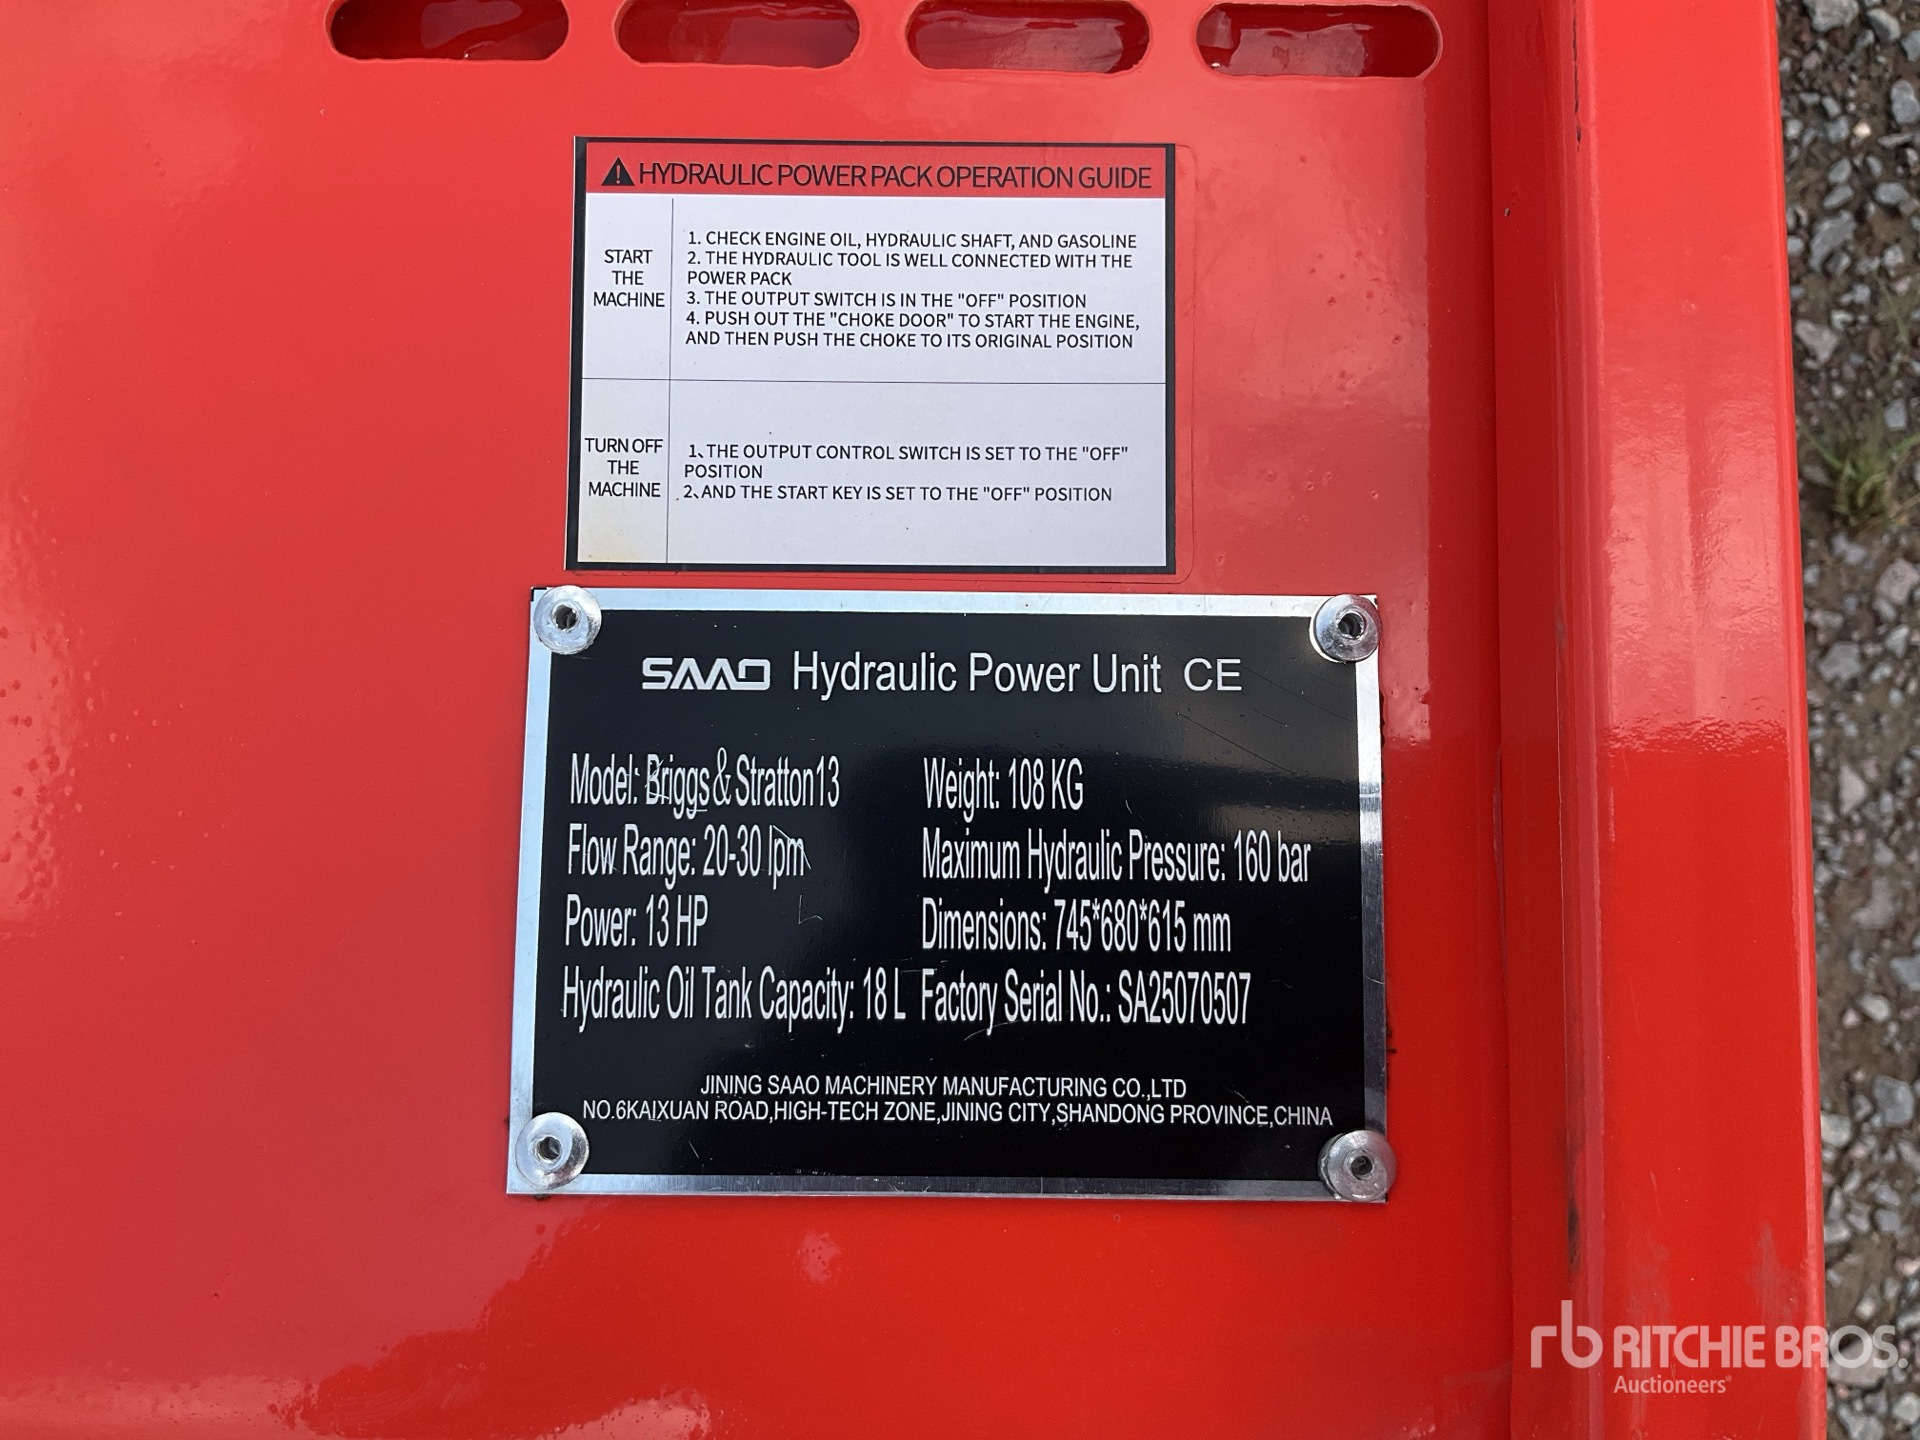 ⚠ HYDRAULIC POWER PACK OPERATION GUIDE
START
THE
MACHINE
1. CHECK ENGINE OIL, HYDRAULIC SHAFT, AND GASOLINE
2. THE HYDRAULIC TOOL IS WELL CONNECTED WITH THE
POWER PACK
3. THE OUTPUT SWITCH IS IN THE "OFF" POSITION
4. PUSH OUT THE "CHOKE DOOR" TO START THE ENGINE,
AND THEN PUSH THE CHOKE TO ITS ORIGINAL POSITION
TURN OFF
THE
MACHINE
1、THE OUTPUT CONTROL SWITCH IS SET TO THE "OFF"
POSITION
2、AND THE START KEY IS SET TO THE "OFF" POSITION
SAAO Hydraulic Power Unit CE
Model: Briggs&Stratton13 Weight: 108 KG
Flow Range: 20-30 lpm Maximum Hydraulic Pressure: 160 bar
Power: 13 HP Dimensions: 745*680*615 mm
Hydraulic Oil Tank Capacity: 18 L Factory Serial No.: SA25070507
JINING SAAO MACHINERY MANUFACTURING CO.,LTD
NO.6KAIXUAN ROAD,HIGH-TECH ZONE,JINING CITY,SHANDONG PROVINCE,CHINA
rb RITCHIE BROS.
Auctioneers